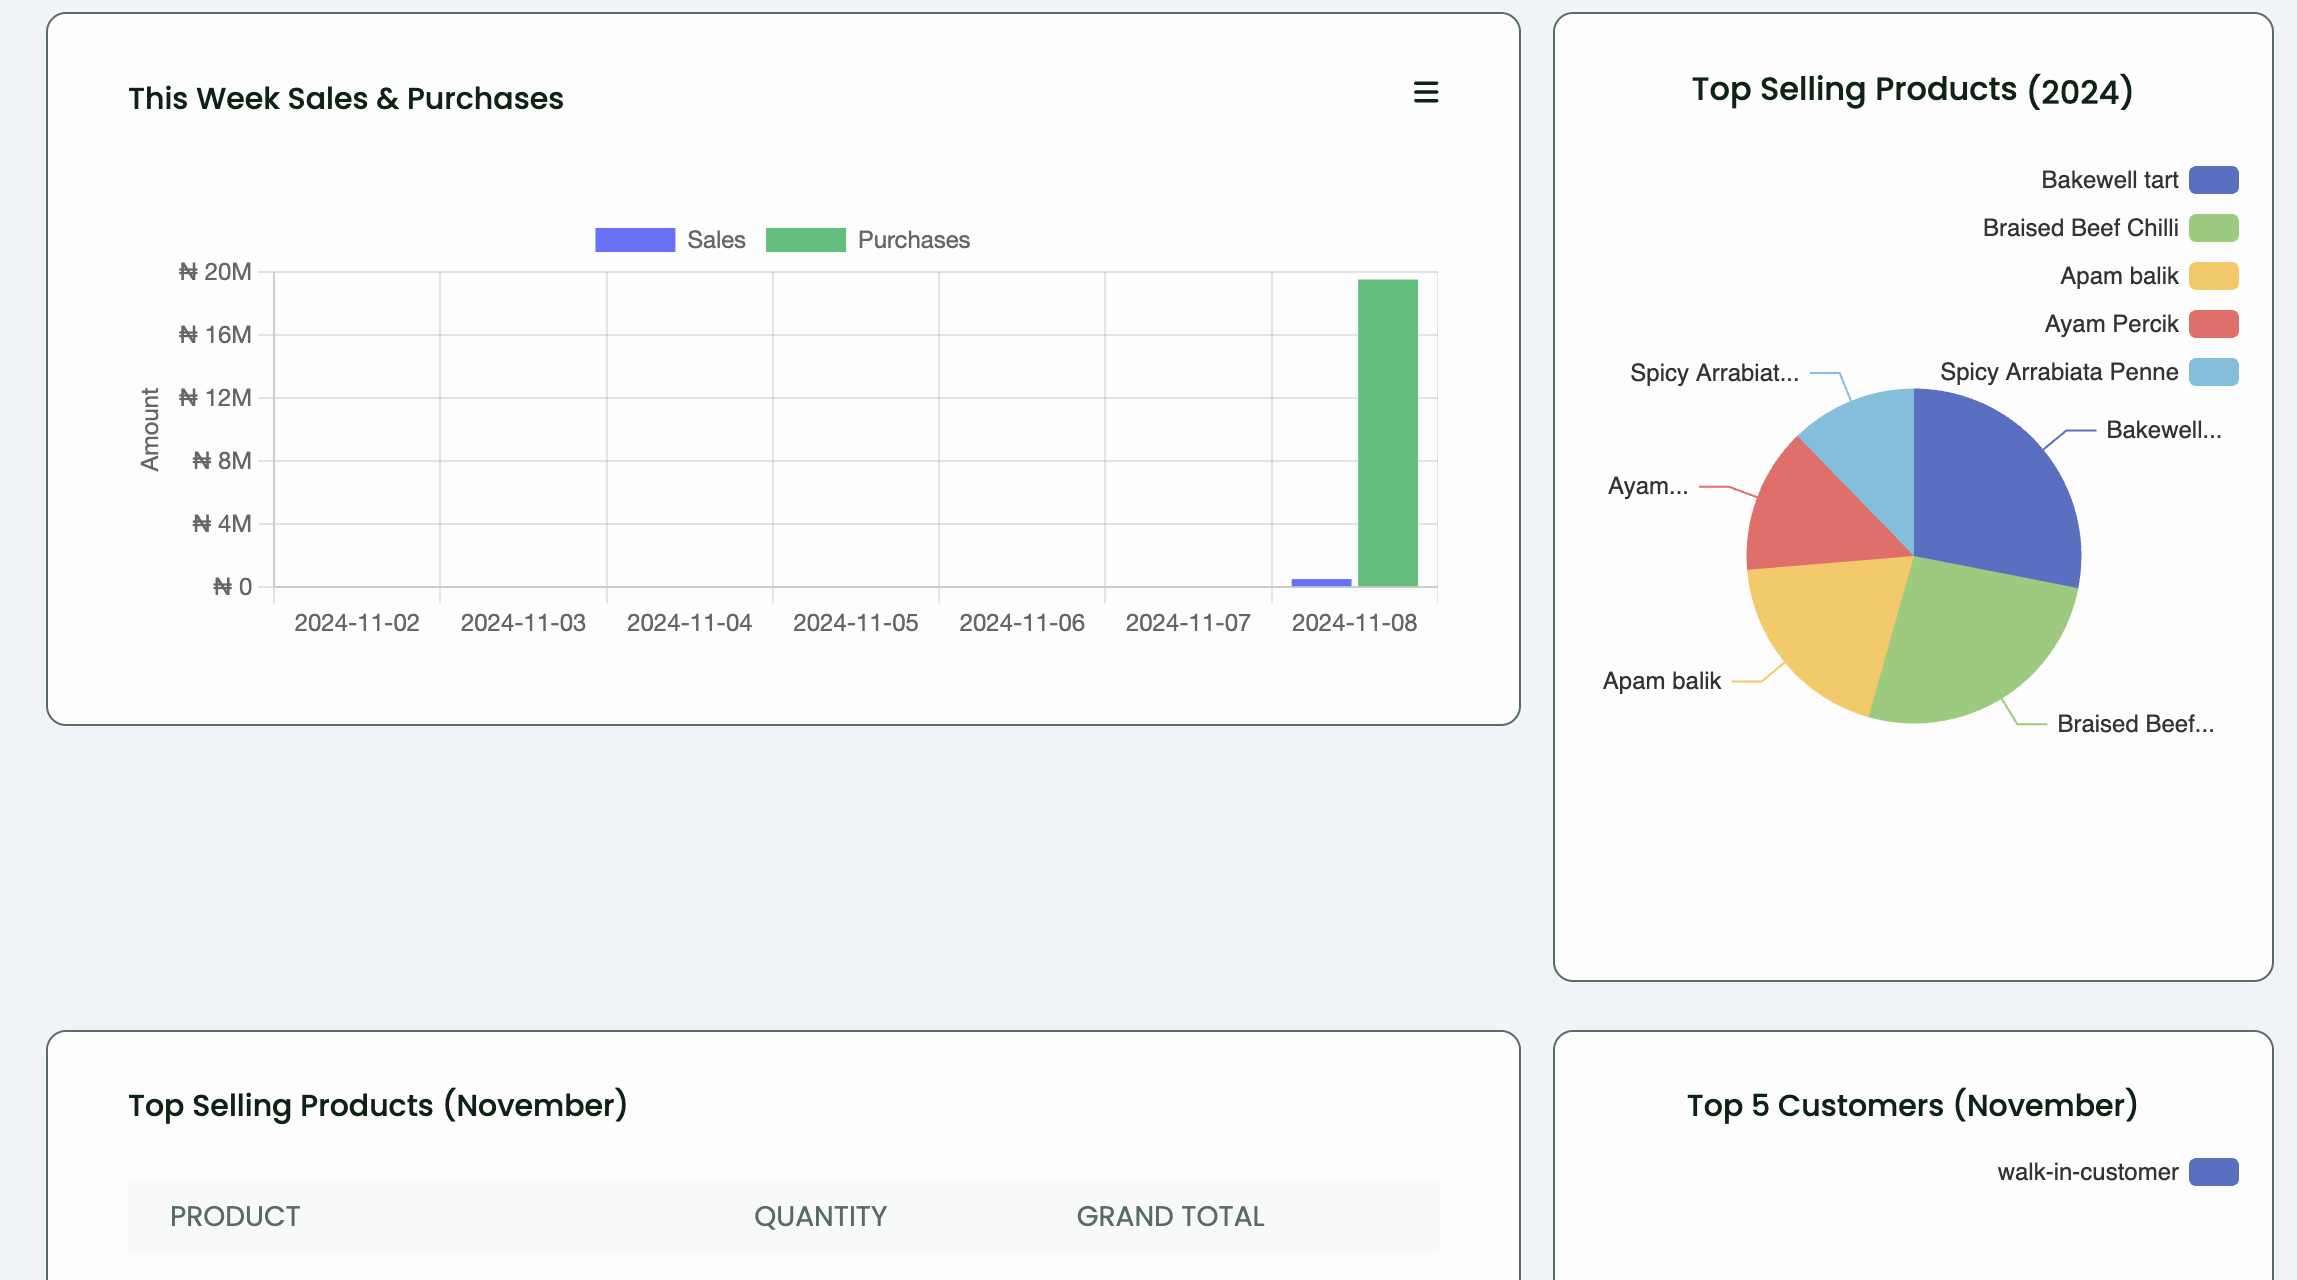 This Week Sales & Purchases
Sales
Purchases
₦ 20M
₦ 16M
₦ 12M
₦ 8M
₦ 4M
₦ 0
Amount
2024-11-02
2024-11-03
2024-11-04
2024-11-05
2024-11-06
2024-11-07
2024-11-08
Top Selling Products (2024)
Bakewell tart
Braised Beef Chilli
Apam balik
Ayam Percik
Spicy Arrabiata Penne
Spicy Arrabiat...
Bakewell...
Ayam...
Apam balik
Braised Beef...
Top Selling Products (November)
PRODUCT
QUANTITY
GRAND TOTAL
Top 5 Customers (November)
walk-in-customer